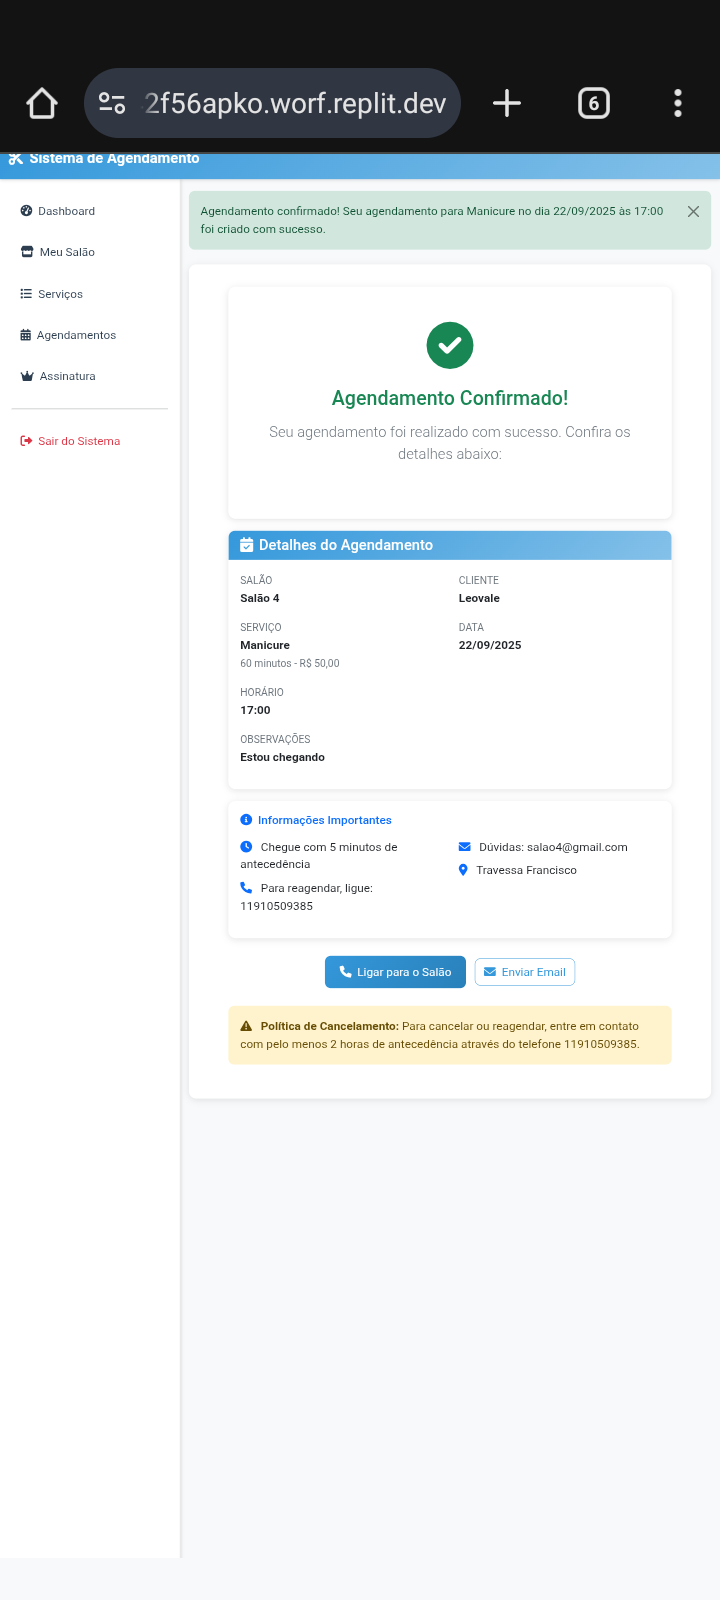 2f56apko.worf.replit.dev
6
Sistema de Agendamento
Dashboard
Meu Salão
Serviços
Agendamentos
Assinatura
Sair do Sistema
Agendamento confirmado! Seu agendamento para Manicure no dia 22/09/2025 às 17:00
foi criado com sucesso.
Agendamento Confirmado!
Seu agendamento foi realizado com sucesso. Confira os
detalhes abaixo:
Detalhes do Agendamento
SALÃO
Salão 4
CLIENTE
Leovale
SERVIÇO
Manicure
60 minutos - R$ 50,00
DATA
22/09/2025
HORÁRIO
17:00
OBSERVAÇÕES
Estou chegando
Informações Importantes
Chegue com 5 minutos de
antecedência
Para reagendar, ligue:
11910509385
Dúvidas: salao4@gmail.com
Travessa Francisco
Ligar para o Salão
Enviar Email
Política de Cancelamento: Para cancelar ou reagendar, entre em contato
com pelo menos 2 horas de antecedência através do telefone 11910509385.